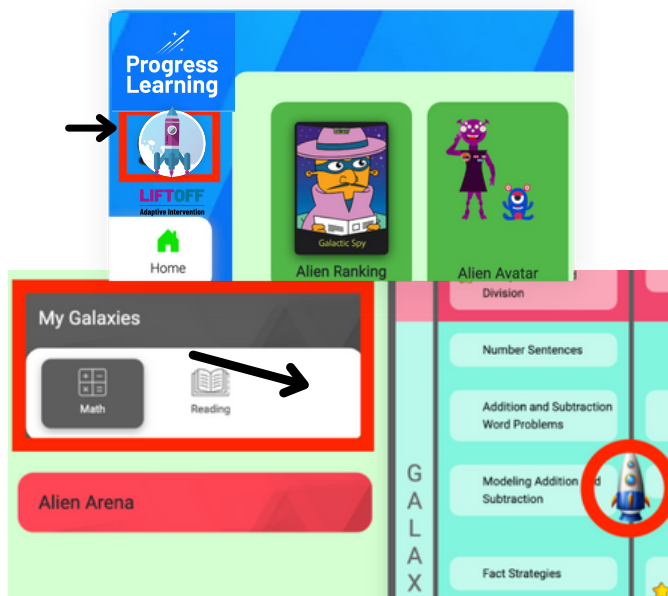 Progress
Learning
LIFTOFF
Adaptive Intervention
Home
Galactic Spy
Alien Ranking
Alien Avatar
My Galaxies
Math
Reading
Alien Arena
Division
Number Sentences
Addition and Subtraction
Word Problems
Modeling Addition and
Subtraction
Fact Strategies
G
A
L
A
X